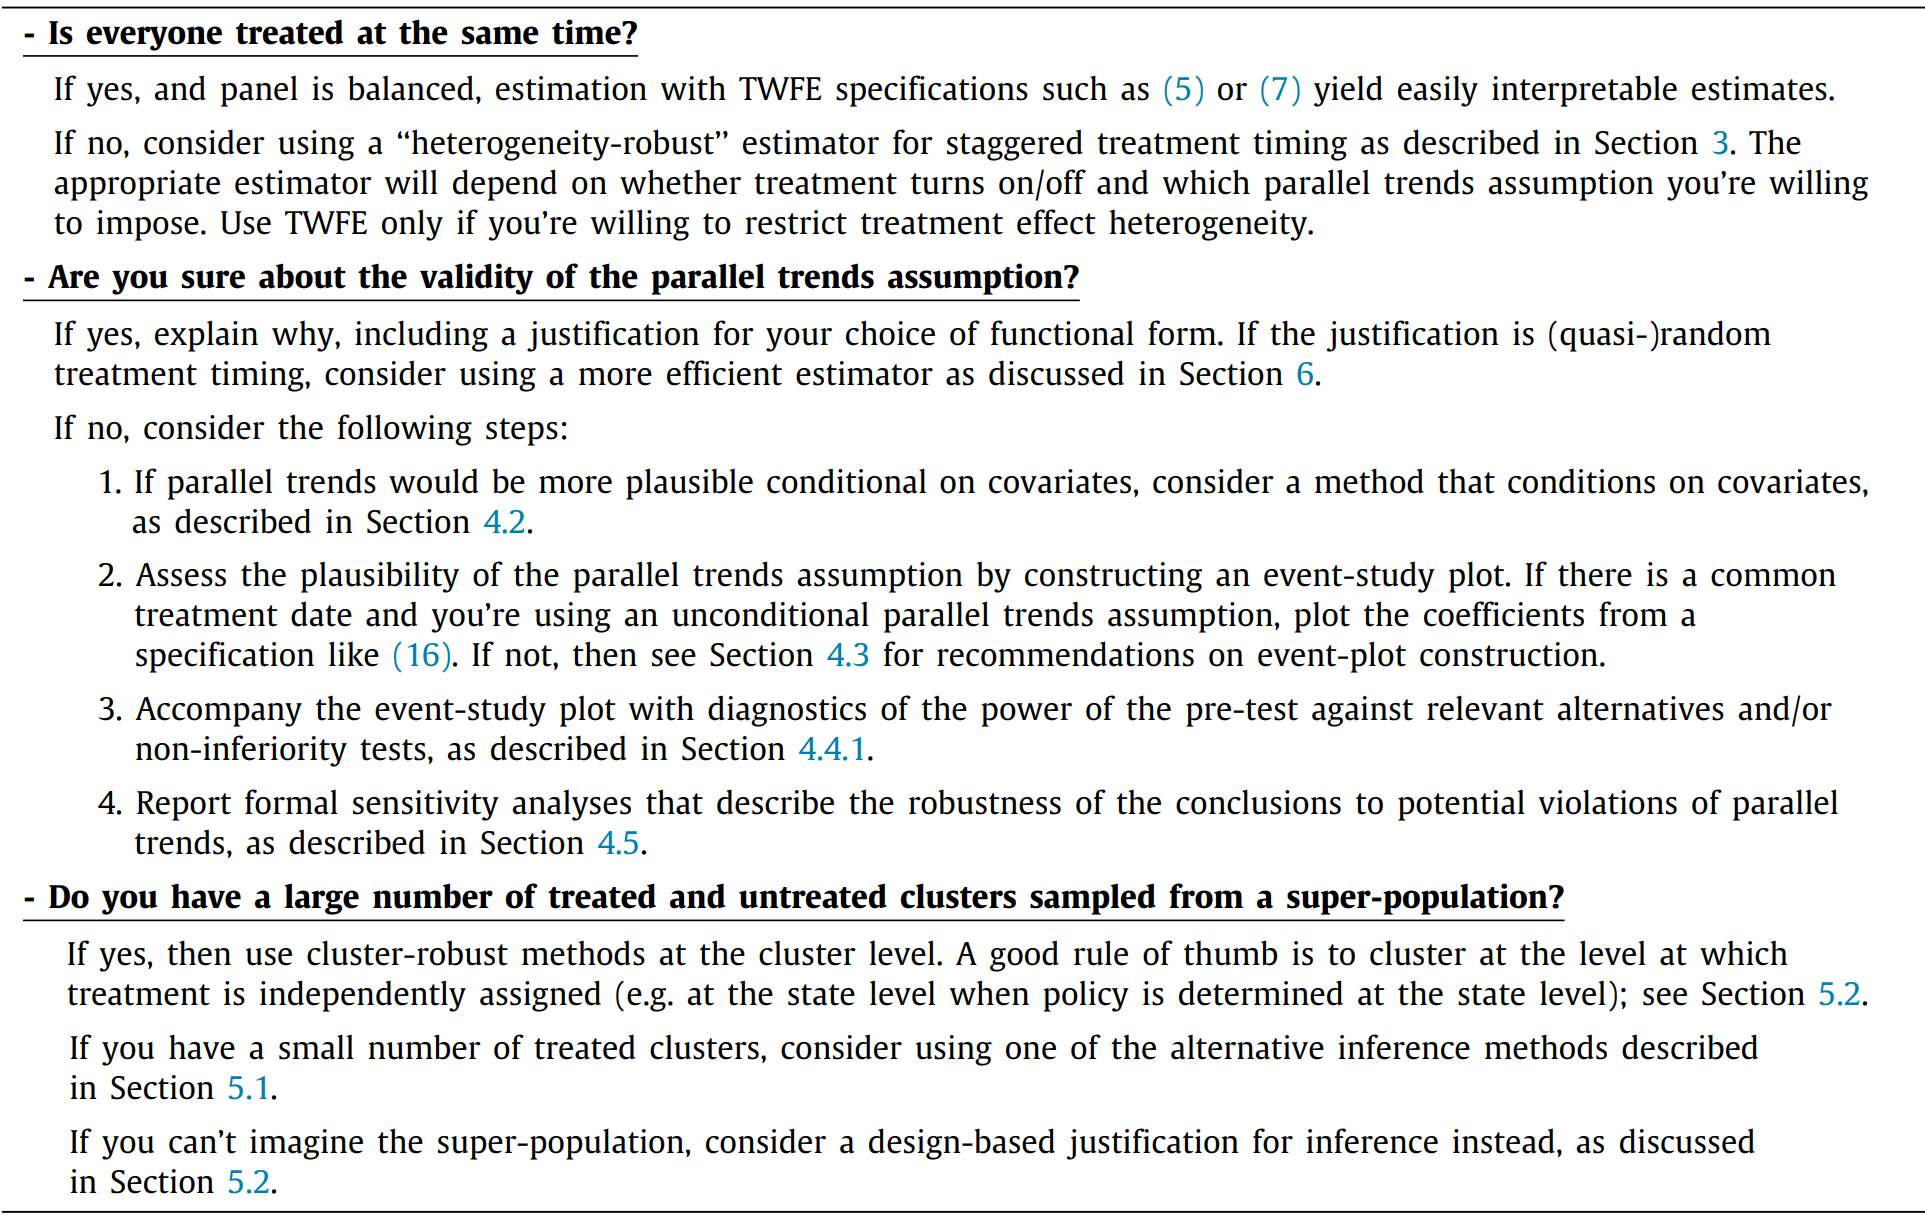 - Is everyone treated at the same time?
If yes, and panel is balanced, estimation with TWFE specifications such as (5) or (7) yield easily interpretable estimates.
If no, consider using a “heterogeneity-robust” estimator for staggered treatment timing as described in Section 3. The
appropriate estimator will depend on whether treatment turns on/off and which parallel trends assumption you’re willing
to impose. Use TWFE only if you’re willing to restrict treatment effect heterogeneity.
- Are you sure about the validity of the parallel trends assumption?
If yes, explain why, including a justification for your choice of functional form. If the justification is (quasi-)random
treatment timing, consider using a more efficient estimator as discussed in Section 6.
If no, consider the following steps:
1. If parallel trends would be more plausible conditional on covariates, consider a method that conditions on covariates,
as described in Section 4.2.
2. Assess the plausibility of the parallel trends assumption by constructing an event-study plot. If there is a common
treatment date and you’re using an unconditional parallel trends assumption, plot the coefficients from a
specification like (16). If not, then see Section 4.3 for recommendations on event-plot construction.
3. Accompany the event-study plot with diagnostics of the power of the pre-test against relevant alternatives and/or
non-inferiority tests, as described in Section 4.4.1.
4. Report formal sensitivity analyses that describe the robustness of the conclusions to potential violations of parallel
trends, as described in Section 4.5.
- Do you have a large number of treated and untreated clusters sampled from a super-population?
If yes, then use cluster-robust methods at the cluster level. A good rule of thumb is to cluster at the level at which
treatment is independently assigned (e.g. at the state level when policy is determined at the state level); see Section 5.2.
If you have a small number of treated clusters, consider using one of the alternative inference methods described
in Section 5.1.
If you can’t imagine the super-population, consider a design-based justification for inference instead, as discussed
in Section 5.2.